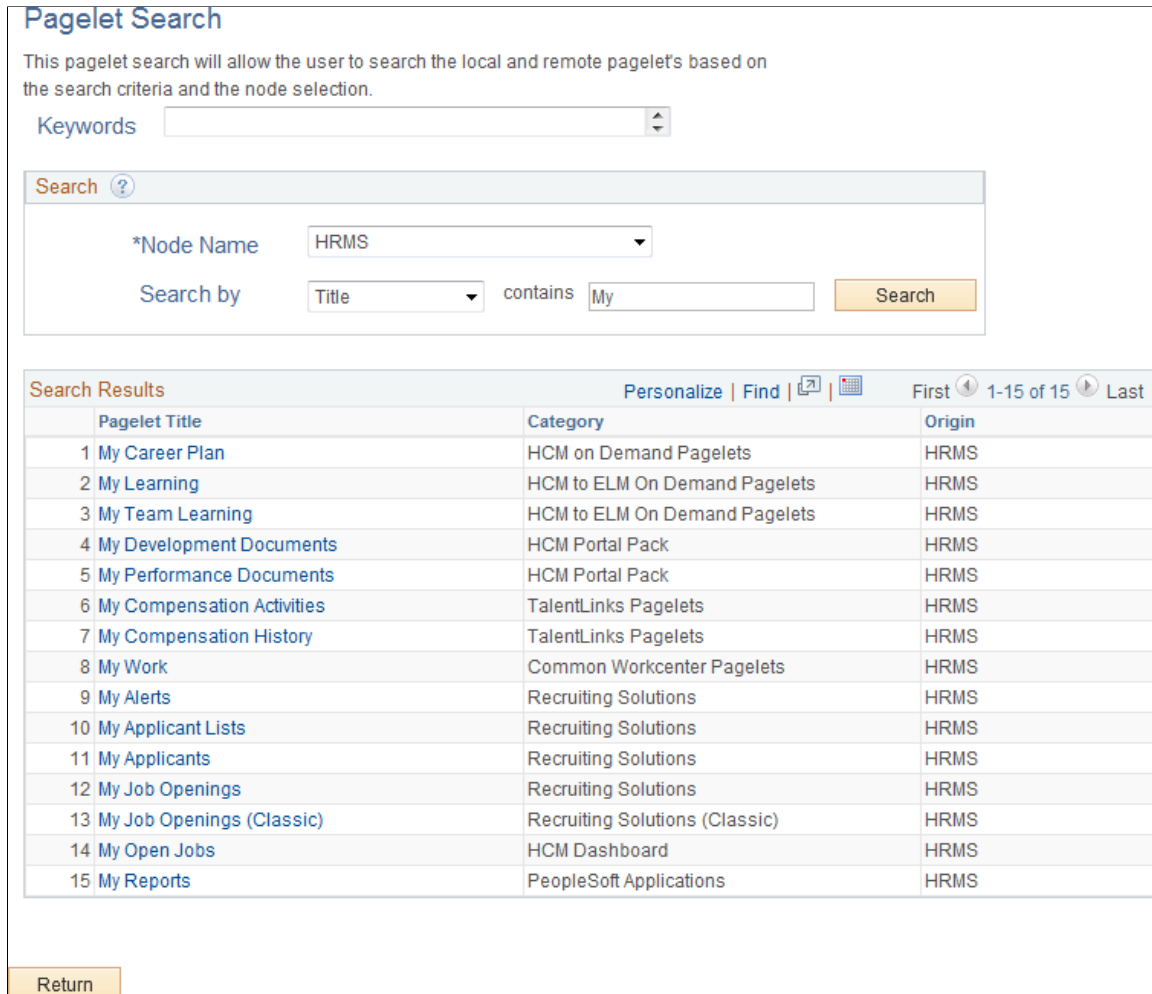 Pagelet Search
This pagelet search will allow the user to search the local and remote pagelet's based on
the search criteria and the node selection.
Keywords
Search ?
*Node Name HRMS
Search by Title contains My Search
Search Results Personalize | Find | | First 1-15 of 15 Last
Pagelet Title Category Origin
1 My Career Plan HCM on Demand Pagelets HRMS
2 My Learning HCM to ELM On Demand Pagelets HRMS
3 My Team Learning HCM to ELM On Demand Pagelets HRMS
4 My Development Documents HCM Portal Pack HRMS
5 My Performance Documents HCM Portal Pack HRMS
6 My Compensation Activities TalentLinks Pagelets HRMS
7 My Compensation History TalentLinks Pagelets HRMS
8 My Work Common Workcenter Pagelets HRMS
9 My Alerts Recruiting Solutions HRMS
10 My Applicant Lists Recruiting Solutions HRMS
11 My Applicants Recruiting Solutions HRMS
12 My Job Openings Recruiting Solutions HRMS
13 My Job Openings (Classic) Recruiting Solutions (Classic) HRMS
14 My Open Jobs HCM Dashboard HRMS
15 My Reports PeopleSoft Applications HRMS
Return